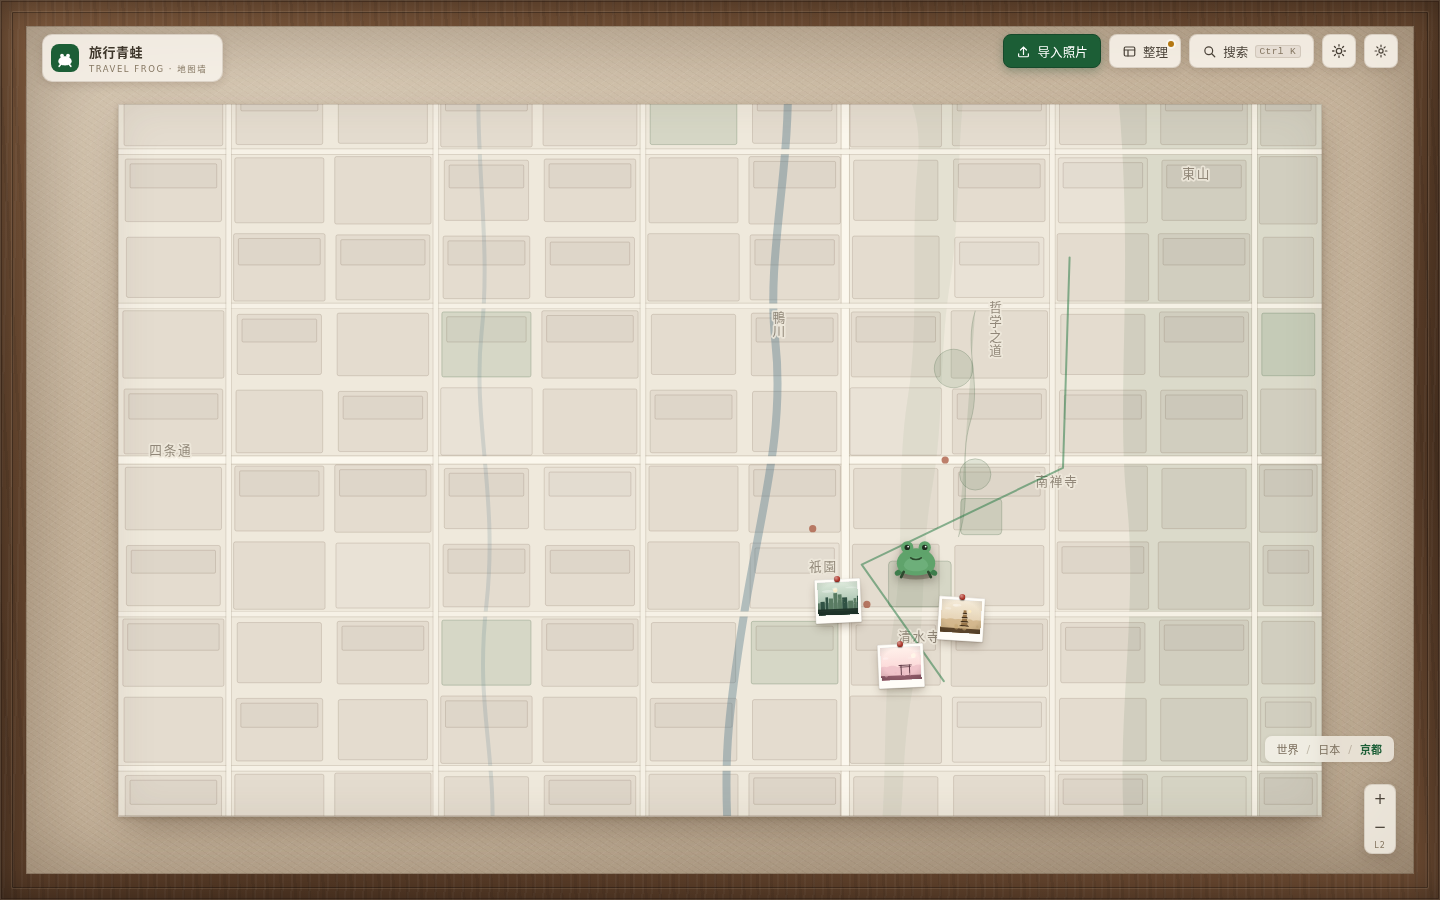 旅行青蛙
TRAVEL FROG · 地图墙
导入照片
整理
搜索 Ctrl K
東山
哲学之道
鴨川
四条通
南禅寺
祇園
清水寺
世界 / 日本 / 京都
+
−
L2